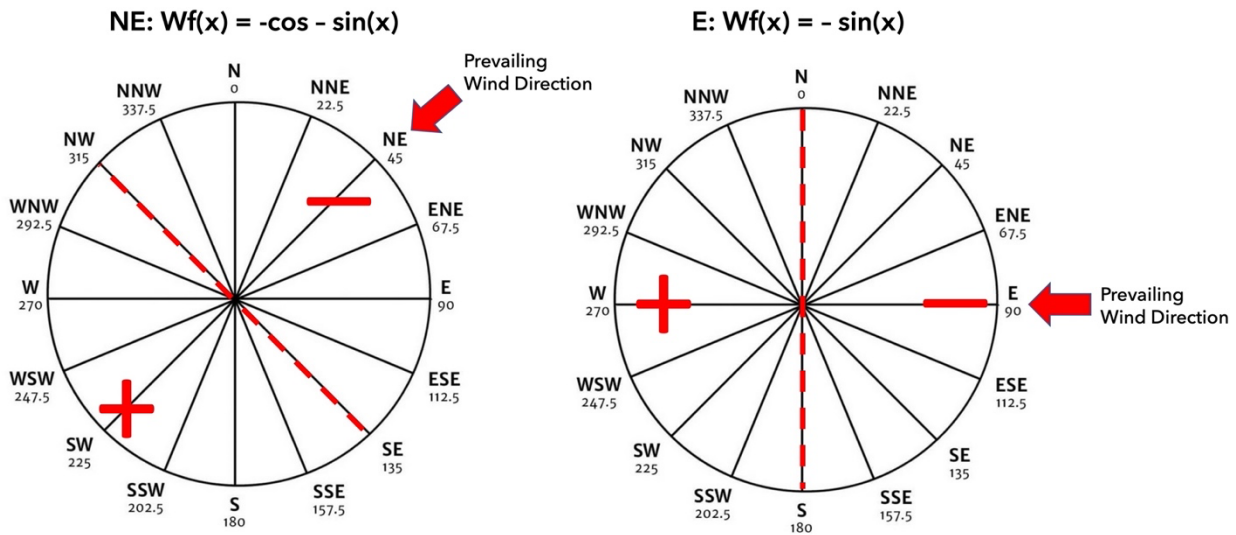 NE: Wf(x) = -cos – sin(x)
Prevailing
Wind Direction
N
0
NNE
22.5
NE
45
ENE
67.5
E
90
ESE
112.5
SE
135
SSE
157.5
S
180
SSW
202.5
SW
225
WSW
247.5
W
270
WNW
292.5
NW
315
NNW
337.5
E: Wf(x) = – sin(x)
N
0
NNE
22.5
NE
45
ENE
67.5
E
90
Prevailing
Wind Direction
ESE
112.5
SE
135
SSE
157.5
S
180
SSW
202.5
SW
225
WSW
247.5
W
270
WNW
292.5
NW
315
NNW
337.5